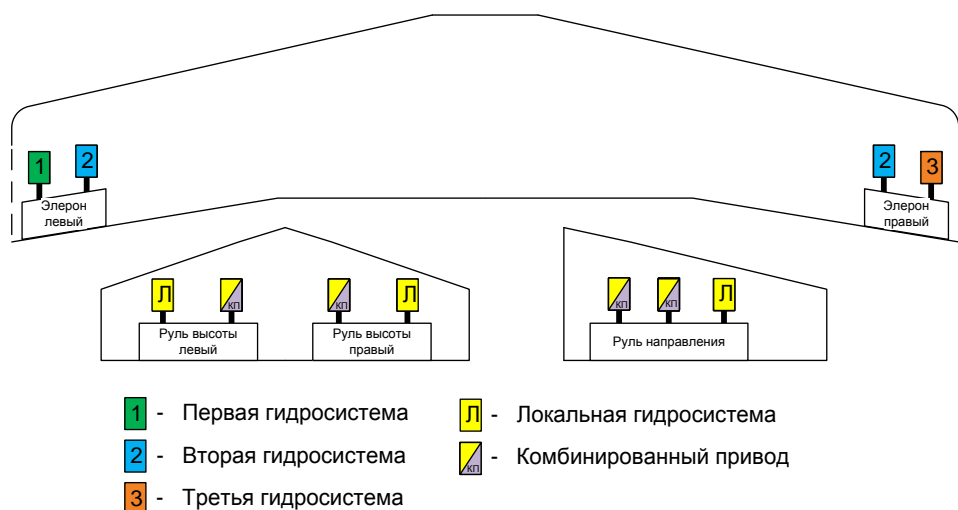 1 2 2 3
Элерон левый
Элерон правый
Л КП КП Л КП КП Л
Руль высоты левый
Руль высоты правый
Руль направления
1 - Первая гидросистема
2 - Вторая гидросистема
3 - Третья гидросистема
Л - Локальная гидросистема
КП - Комбинированный привод